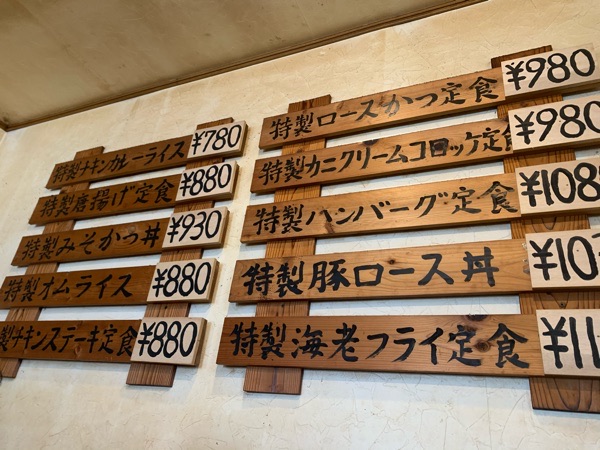 特製チキンカレーライス ¥780
特製唐揚げ定食 ¥880
特製みそかつ丼 ¥930
特製オムライス ¥880
製チキンステーキ定食 ¥880
特製ロースかつ定食 ¥980
特製カニクリームコロッケ定食 ¥980
特製ハンバーグ定食 ¥108
特製豚ロース丼 ¥10
特製海老フライ定食 ¥11